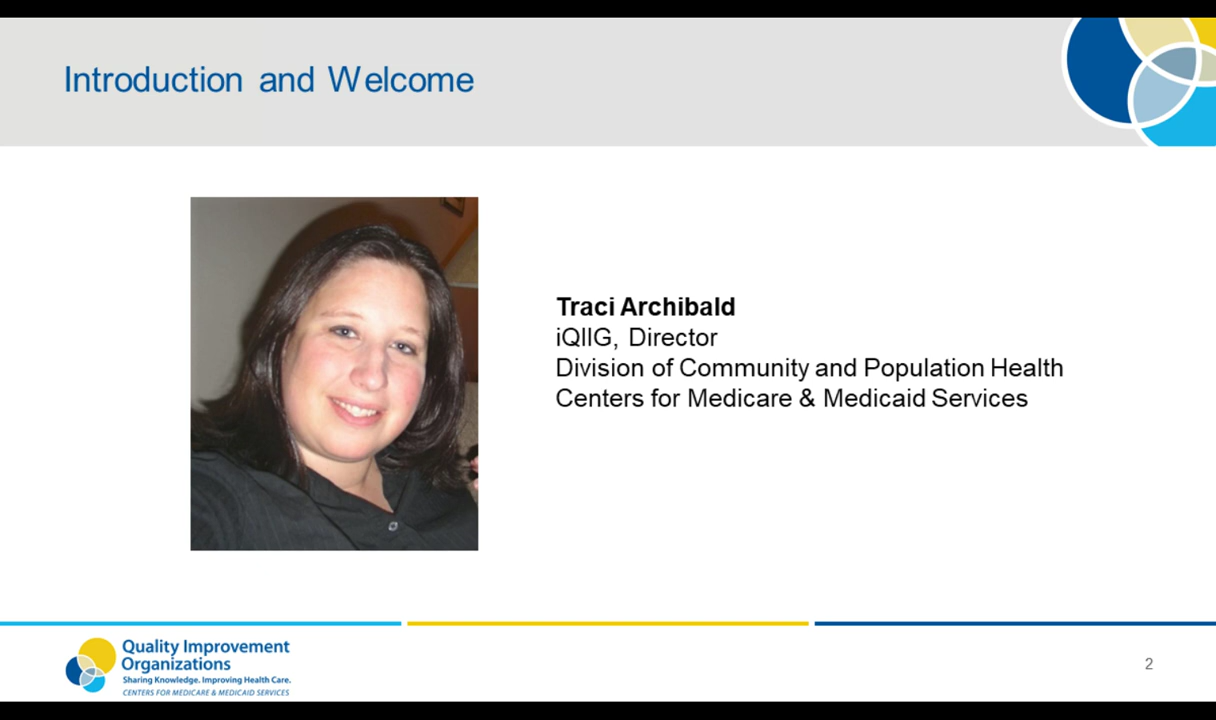 Introduction and Welcome
Traci Archibald
iQIIG, Director
Division of Community and Population Health
Centers for Medicare & Medicaid Services
Quality Improvement
Organizations
Sharing Knowledge. Improving Health Care.
CENTERS FOR MEDICARE & MEDICAID SERVICES
2